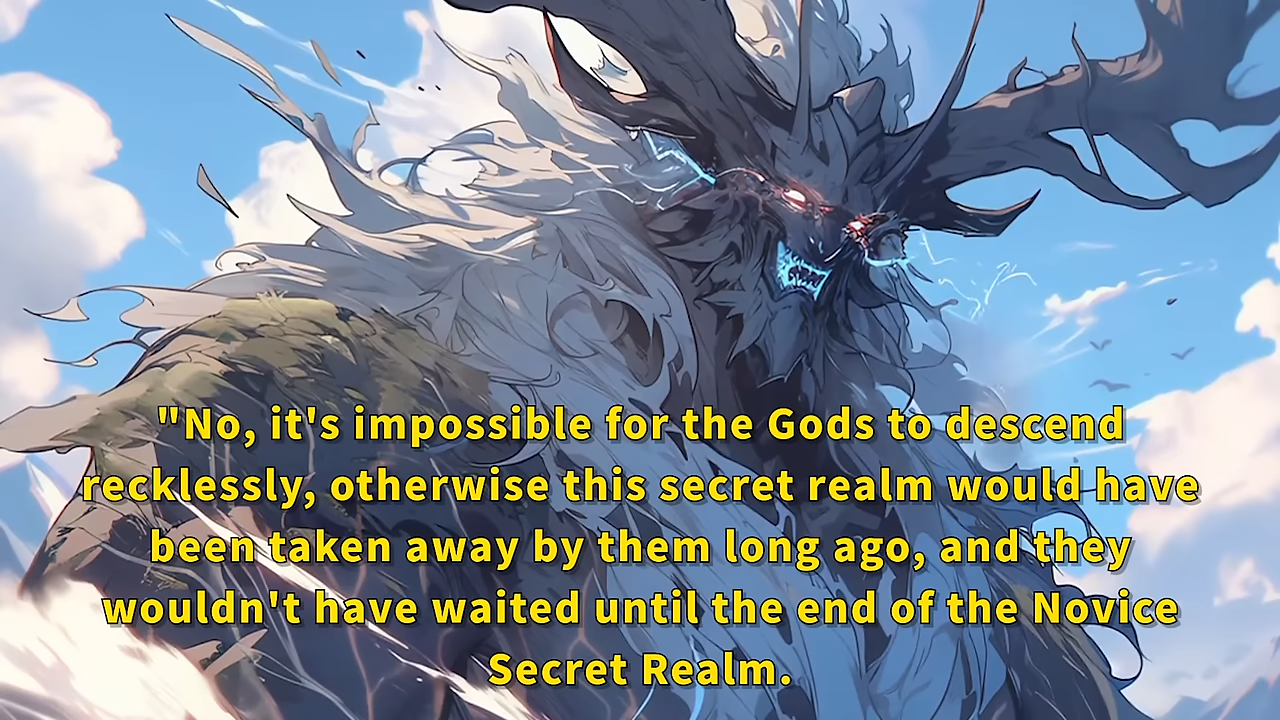 "No, it's impossible for the Gods to descend
recklessly, otherwise this secret realm would have
been taken away by them long ago, and they
wouldn't have waited until the end of the Novice
Secret Realm.